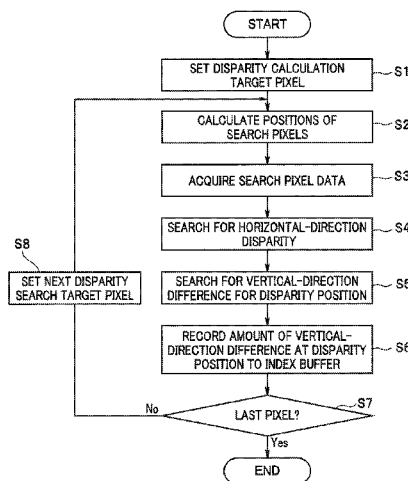 START
SET DISPARITY CALCULATION
TARGET PIXEL
S1
CALCULATE POSITIONS OF
SEARCH PIXELS
S2
ACQUIRE SEARCH PIXEL DATA
S3
SEARCH FOR HORIZONTAL-DIRECTION
DISPARITY
S4
S8
SET NEXT DISPARITY
SEARCH TARGET PIXEL
SEARCH FOR VERTICAL-DIRECTION
DIFFERENCE FOR DISPARITY POSITION
S5
RECORD AMOUNT OF VERTICAL-
DIRECTION DIFFERENCE AT DISPARITY
POSITION TO INDEX BUFFER
S6
No
LAST PIXEL?
S7
Yes
END